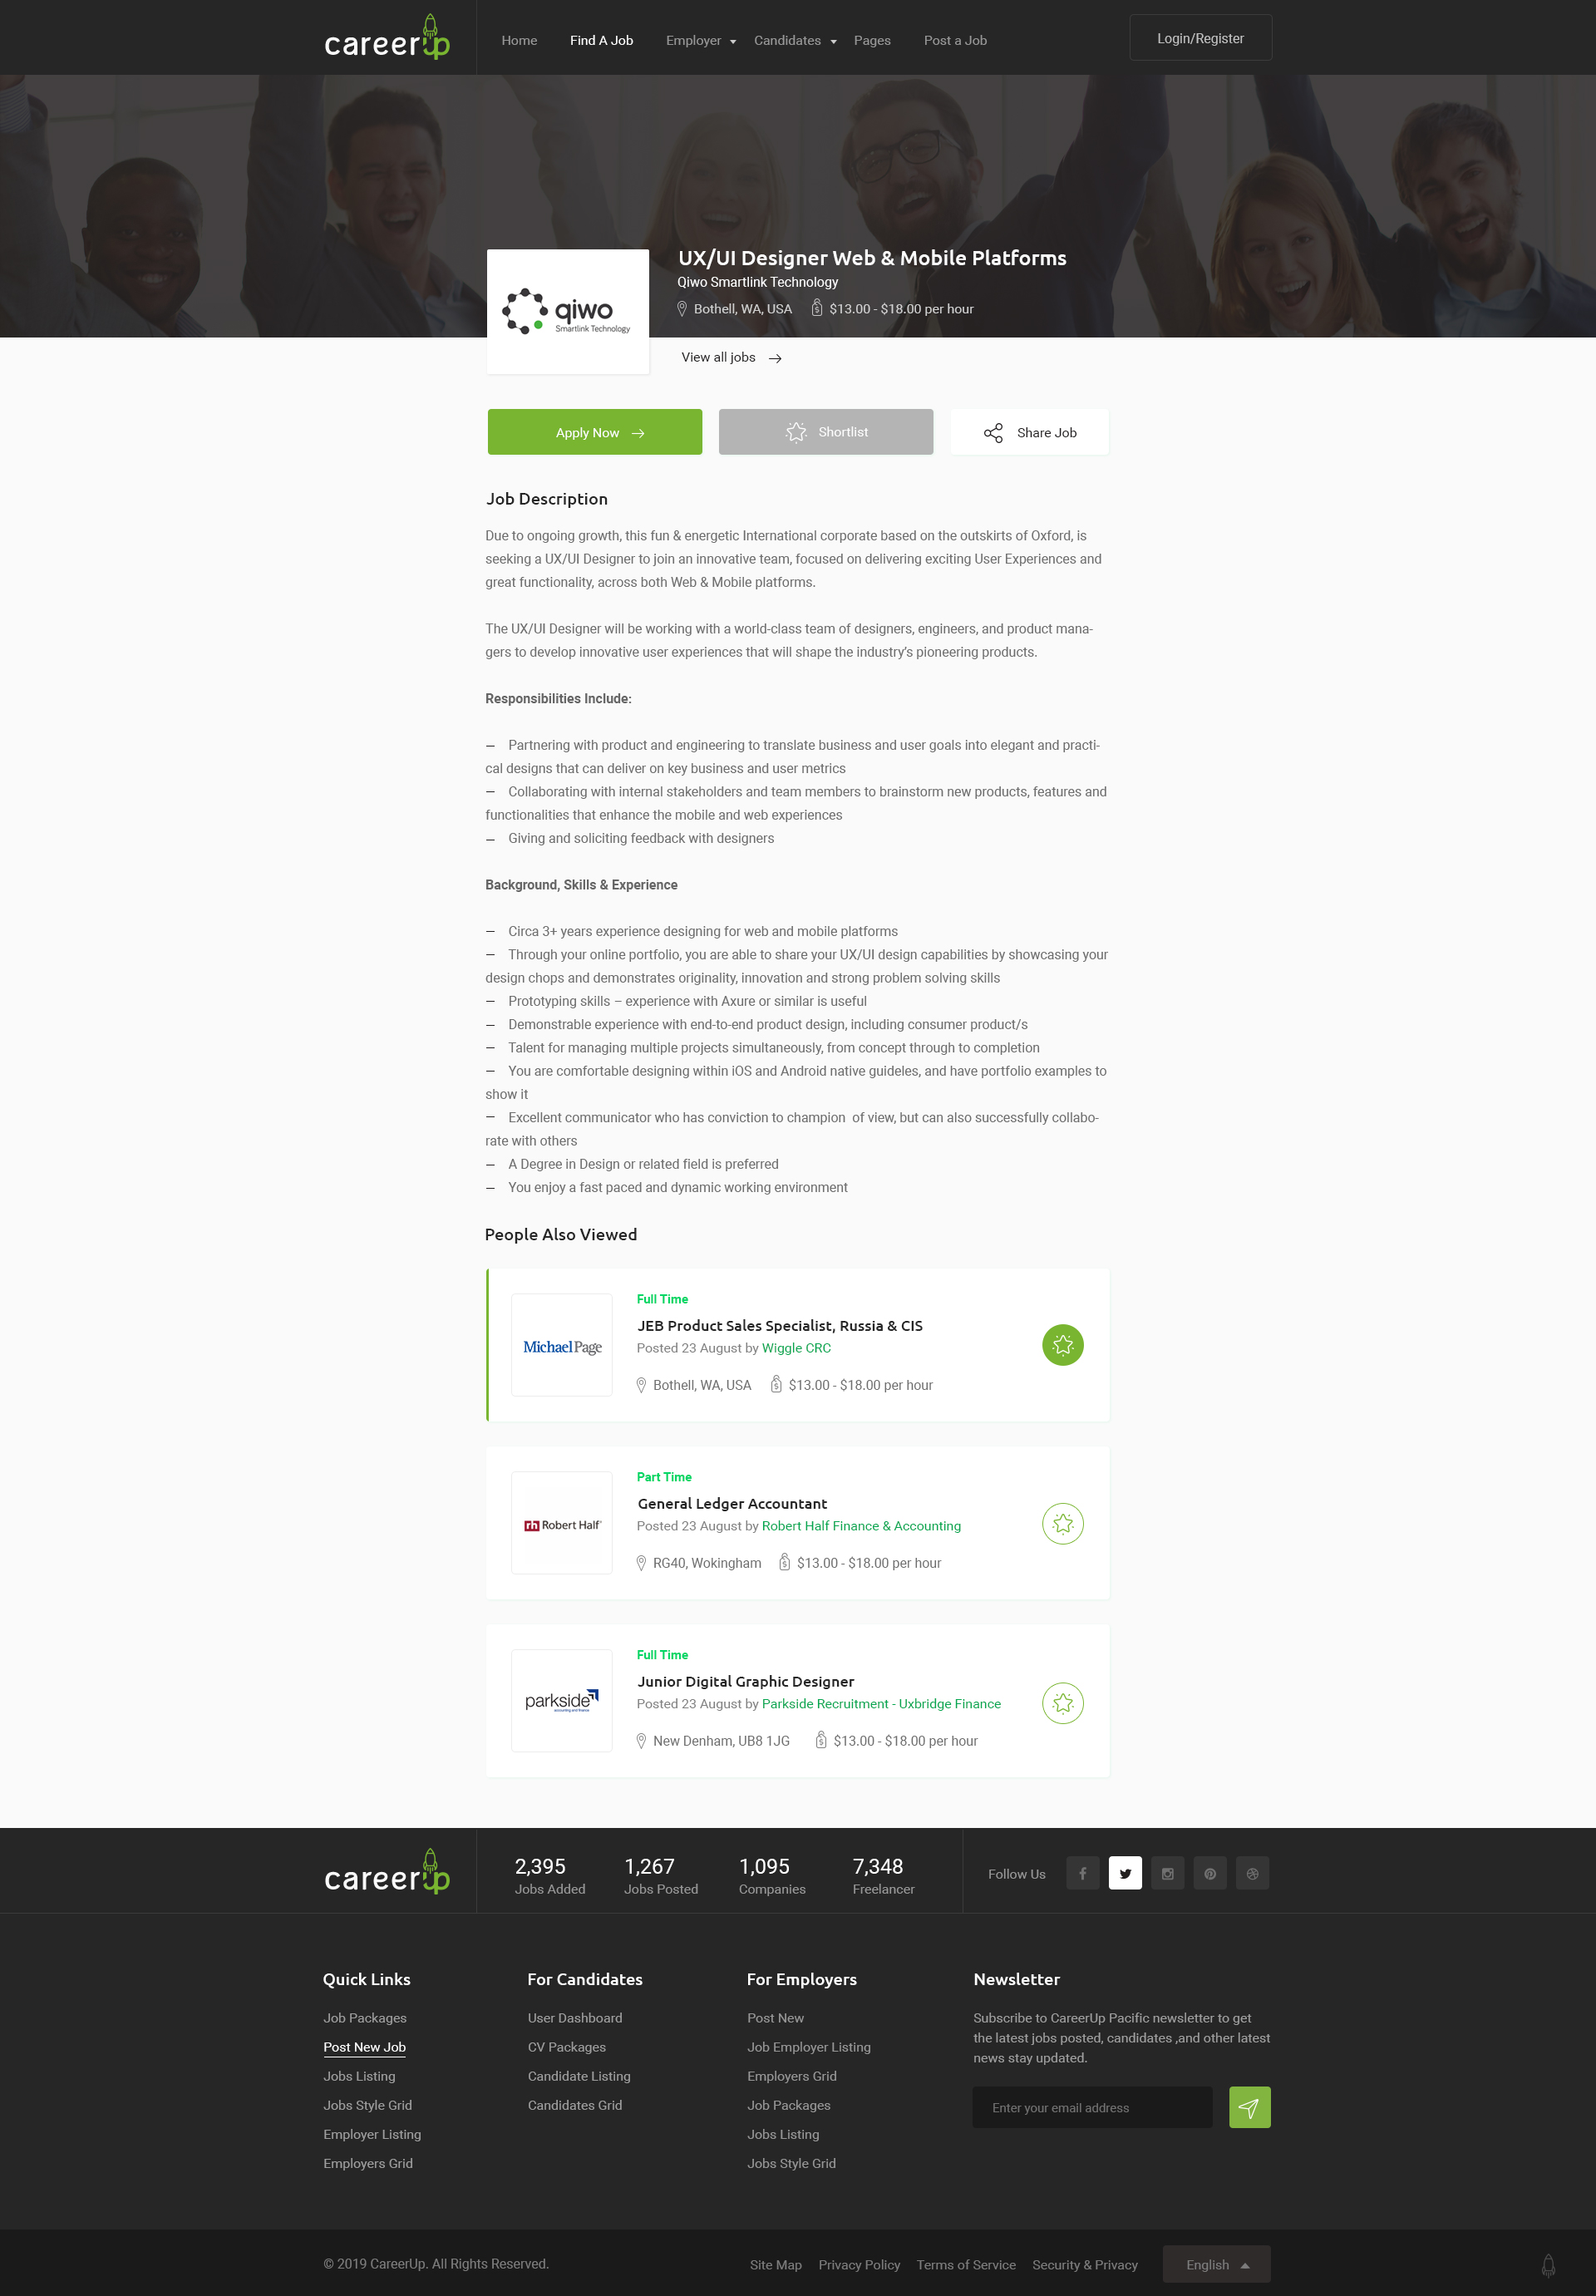 careerup
Home Find A Job Employer Candidates Pages Post a Job Login/Register
UX/UI Designer Web & Mobile Platforms
Qiwo Smartlink Technology
Bothell, WA, USA $13.00 - $18.00 per hour
qiwo
Smartlink Technology
View all jobs
Apply Now Shortlist Share Job
Job Description
Due to ongoing growth, this fun & energetic International corporate based on the outskirts of Oxford, is
seeking a UX/UI Designer to join an innovative team, focused on delivering exciting User Experiences and
great functionality, across both Web & Mobile platforms.
The UX/UI Designer will be working with a world-class team of designers, engineers, and product mana-
gers to develop innovative user experiences that will shape the industry’s pioneering products.
Responsibilities Include:
— Partnering with product and engineering to translate business and user goals into elegant and practi-
cal designs that can deliver on key business and user metrics
— Collaborating with internal stakeholders and team members to brainstorm new products, features and
functionalities that enhance the mobile and web experiences
— Giving and soliciting feedback with designers
Background, Skills & Experience
— Circa 3+ years experience designing for web and mobile platforms
— Through your online portfolio, you are able to share your UX/UI design capabilities by showcasing your
design chops and demonstrates originality, innovation and strong problem solving skills
— Prototyping skills – experience with Axure or similar is useful
— Demonstrable experience with end-to-end product design, including consumer product/s
— Talent for managing multiple projects simultaneously, from concept through to completion
— You are comfortable designing within iOS and Android native guideles, and have portfolio examples to
show it
— Excellent communicator who has conviction to champion  of view, but can also successfully collabo-
rate with others
— A Degree in Design or related field is preferred
— You enjoy a fast paced and dynamic working environment
People Also Viewed
Full Time
JEB Product Sales Specialist, Russia & CIS
MichaelPage
Posted 23 August by Wiggle CRC
Bothell, WA, USA $13.00 - $18.00 per hour
Part Time
General Ledger Accountant
rh Robert Half
Posted 23 August by Robert Half Finance & Accounting
RG40, Wokingham $13.00 - $18.00 per hour
Full Time
Junior Digital Graphic Designer
parkside
accounting and finance
Posted 23 August by Parkside Recruitment - Uxbridge Finance
New Denham, UB8 1JG $13.00 - $18.00 per hour
careerup
2,395 1,267 1,095 7,348
Jobs Added Jobs Posted Companies Freelancer
Follow Us
Quick Links
Job Packages
Post New Job
Jobs Listing
Jobs Style Grid
Employer Listing
Employers Grid
For Candidates
User Dashboard
CV Packages
Candidate Listing
Candidates Grid
For Employers
Post New
Job Employer Listing
Employers Grid
Job Packages
Jobs Listing
Jobs Style Grid
Newsletter
Subscribe to CareerUp Pacific newsletter to get
the latest jobs posted, candidates ,and other latest
news stay updated.
Enter your email address
© 2019 CareerUp. All Rights Reserved.
Site Map Privacy Policy Terms of Service Security & Privacy English